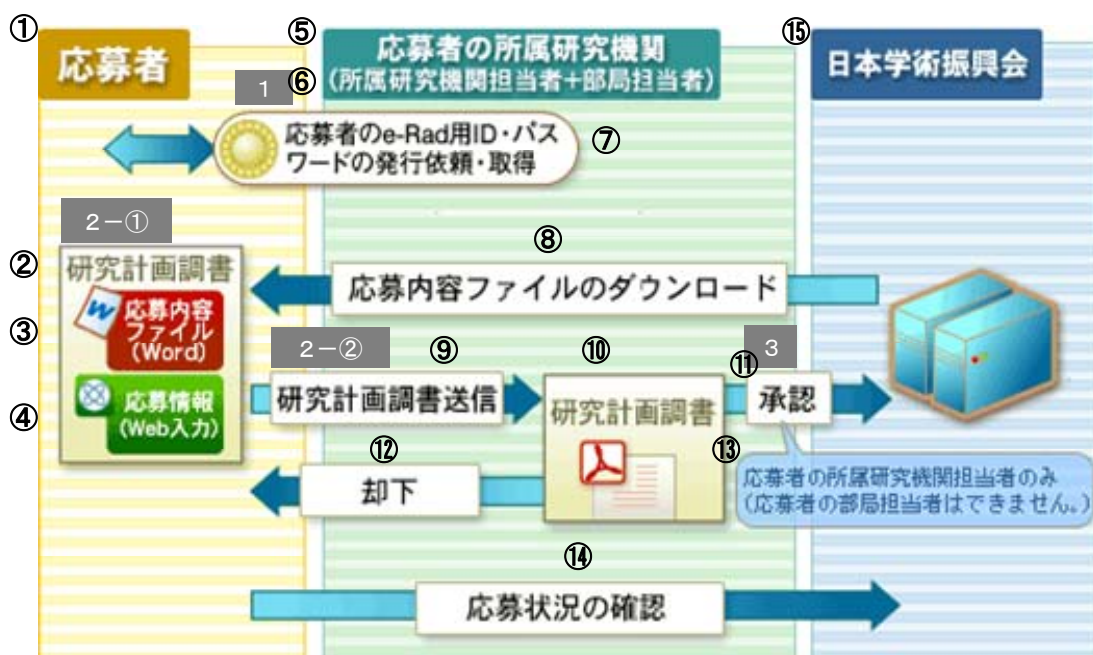 ①
応募者
⑤
応募者の所属研究機関
⑥
(所属研究機関担当者+部局担当者)
⑮
日本学術振興会
1
応募者のe-Rad用ID・パス
ワードの発行依頼・取得
⑦
2-①
②
研究計画調書
③
W
応募内容
ファイル
(Word)
④
応募情報
(Web入力)
⑧
応募内容ファイルのダウンロード
2-②
⑨
研究計画調書送信
⑩
研究計画調書
⑪
3
承認
⑫
却下
⑬
応募者の所属研究機関担当者のみ
(応募者の部局担当者はできません。)
⑭
応募状況の確認